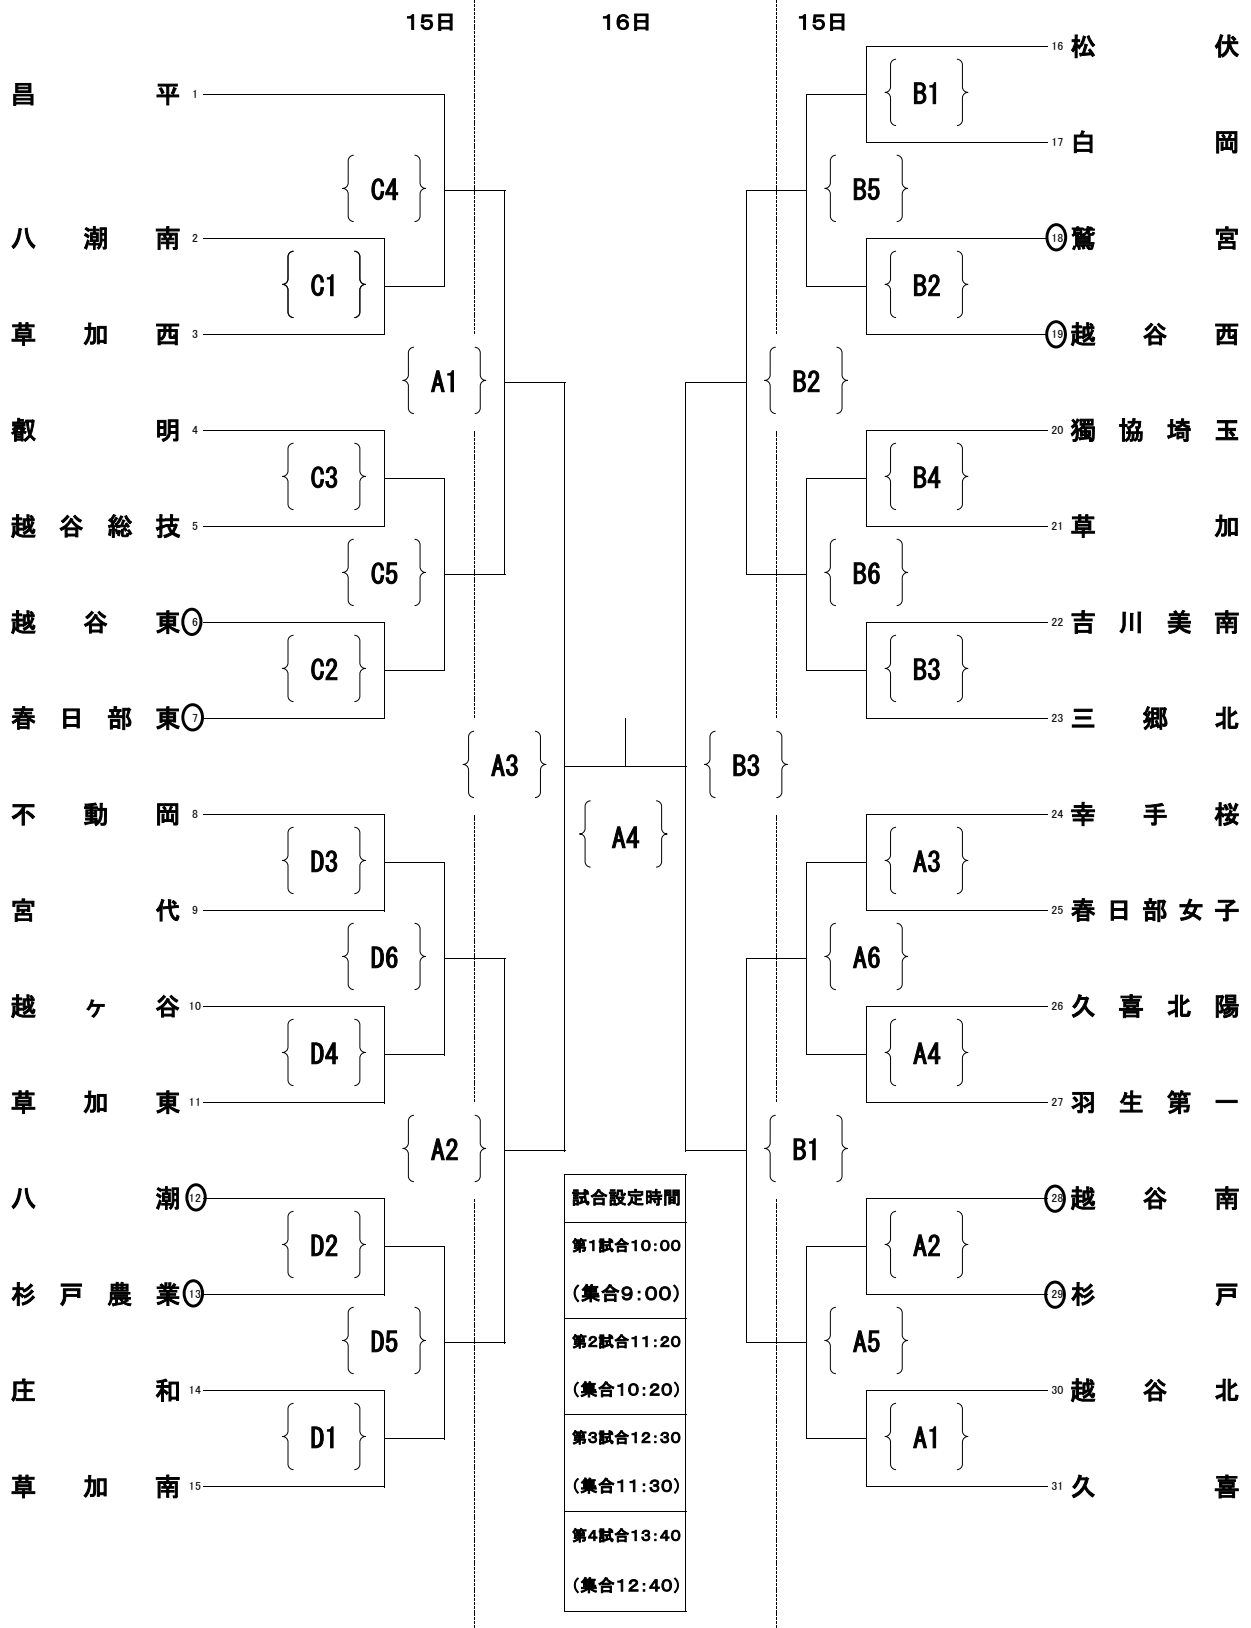 15日 16日 15日
昌平 1
八潮南 2
草加西 3
叡明 4
越谷総技 5
越谷東 6
春日部東 7
不動岡 8
宮代 9
越ヶ谷 10
草加東 11
八潮 12
杉戸農業 13
庄和 14
草加南 15
C4
C1
A1
C3
C5
C2
A3
D3
D6
D4
A2
D2
D5
D1
A4
試合設定時間
第1試合10:00
(集合9:00)
第2試合11:20
(集合10:20)
第3試合12:30
(集合11:30)
第4試合13:40
(集合12:40)
B1
B5
B2
B2
B4
B6
B3
B3
A3
A6
A4
B1
A2
A5
A1
16 松伏
17 白岡
18 鷲宮
19 越谷西
20 獨協埼玉
21 草加
22 吉川美南
23 三郷北
24 幸手桜
25 春日部女子
26 久喜北陽
27 羽生第一
28 越谷南
29 杉戸
30 越谷北
31 久喜